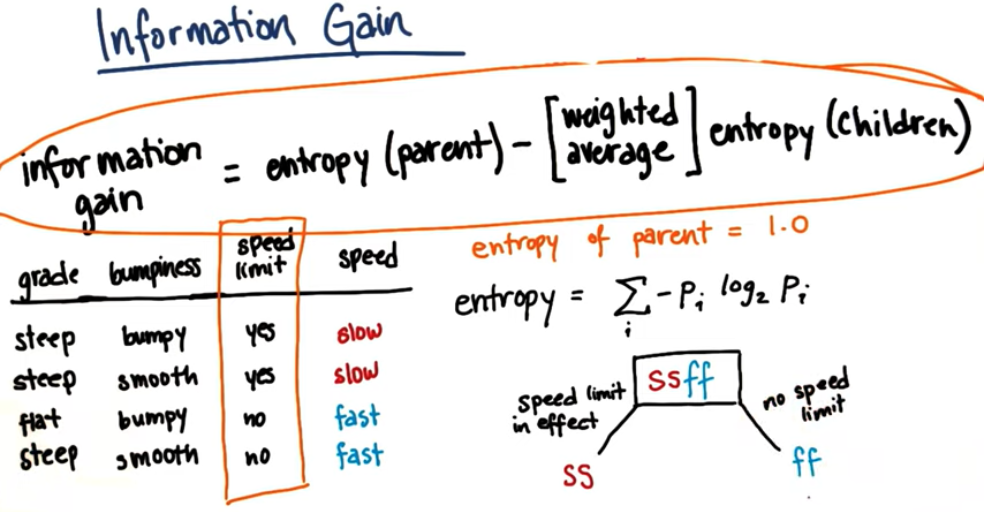 Information Gain
information gain = entropy (parent) - [weighted average] entropy (children)
grade bumpiness speed limit speed
steep bumpy yes slow
steep smooth yes slow
flat bumpy no fast
steep smooth no fast
entropy of parent = 1.0
entropy = ∑i -Pi log2 Pi
ssff
speed limit in effect
no speed limit
ss
ff